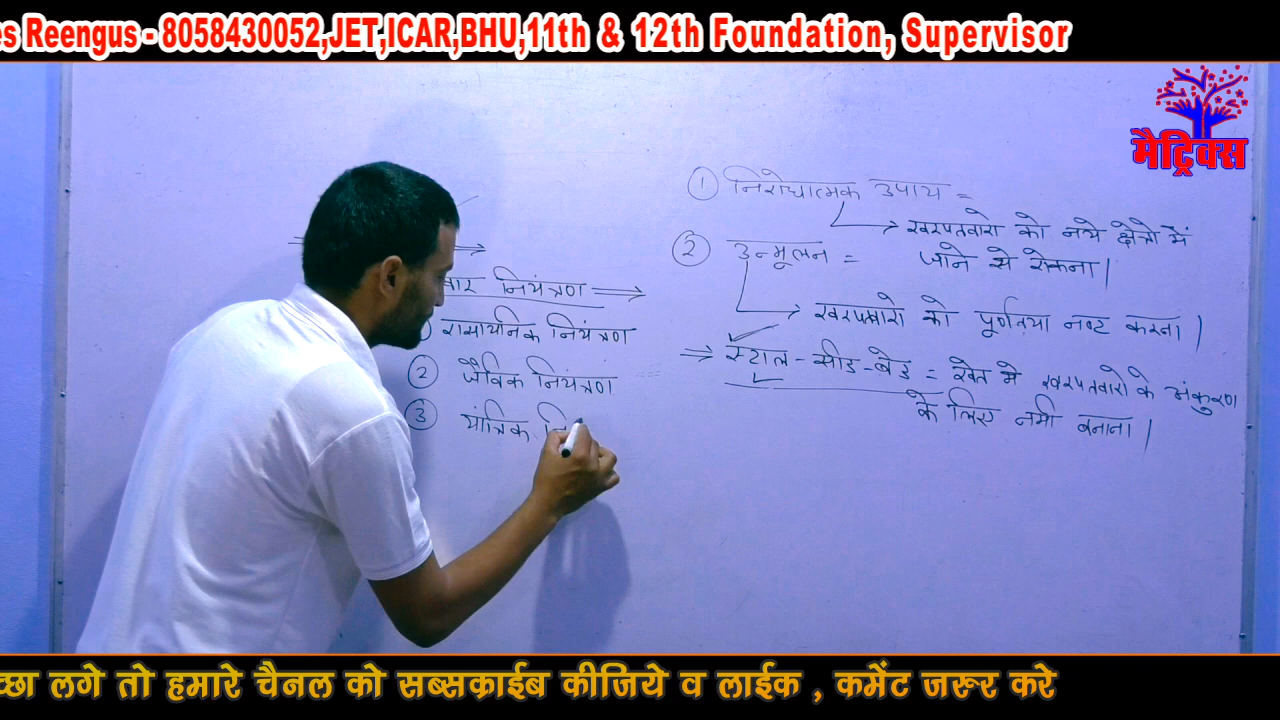 es Reengus - 8058430052,JET,ICAR,BHU,11th & 12th Foundation, Supervisor
मैट्रिक्स
वार नियंत्रण ⇒
रासायनिक नियंत्रण
② जैविक नियंत्रण
③ यांत्रिक नि
① निरोधात्मक उपाय =
खरपतवारो को नये क्षेत्रो में
जाने से रोकना।
② उन्मूलन =
खरपतवारो को पूर्णतया नष्ट करना।
⇒ स्टाल-सीड-बेड = खेत मे खरपतवारो के अंकुरण
के लिए नमी बनाना।
च्छा लगे तो हमारे चैनल को सब्सक्राईब कीजिये व लाईक , कमेंट जरूर करे